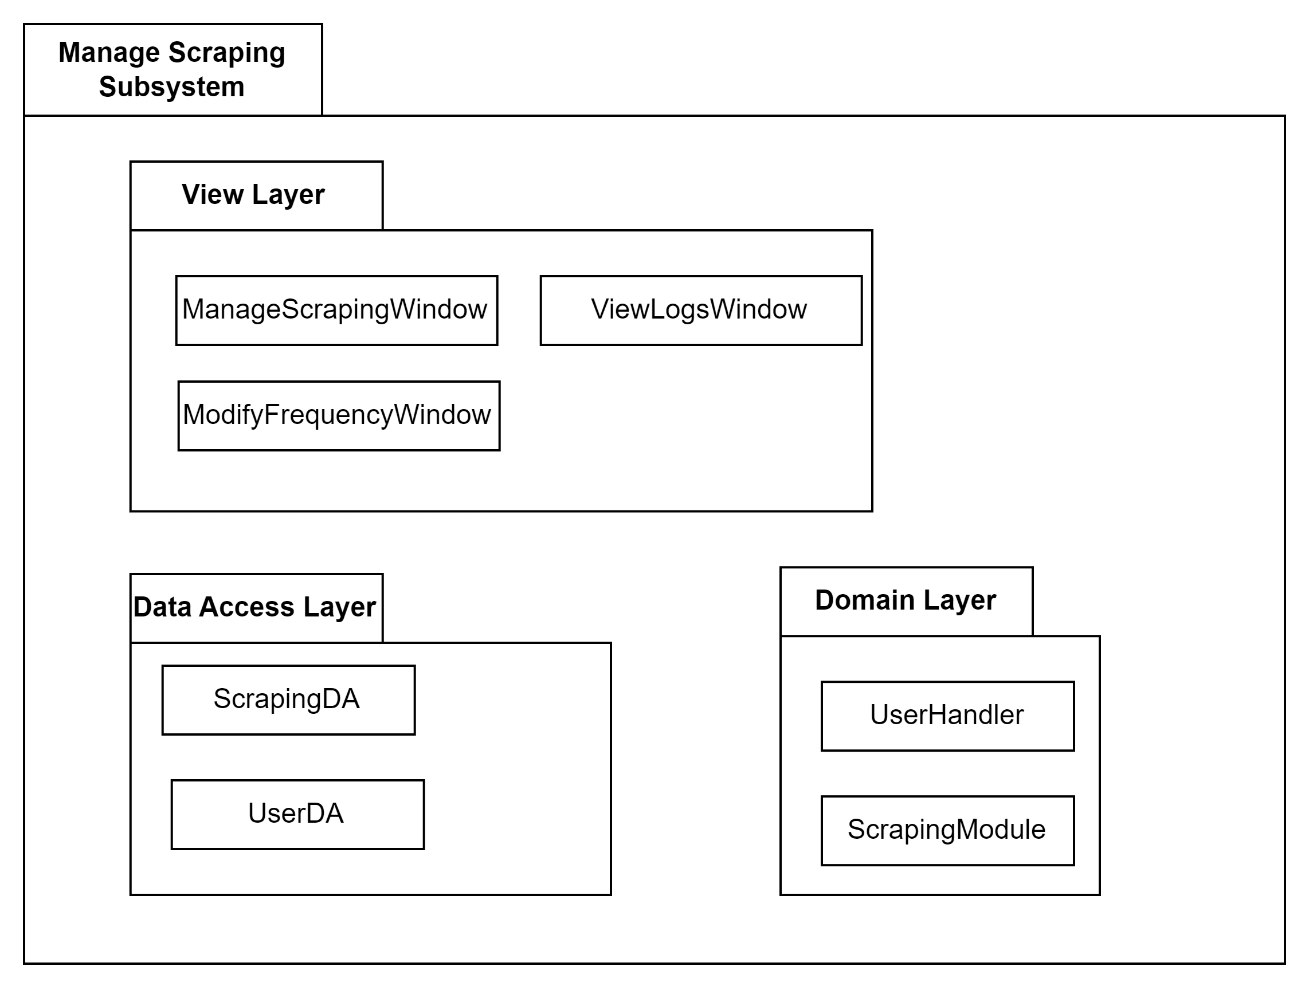 Manage Scraping
Subsystem
View Layer
ManageScrapingWindow
ViewLogsWindow
ModifyFrequencyWindow
Data Access Layer
ScrapingDA
UserDA
Domain Layer
UserHandler
ScrapingModule